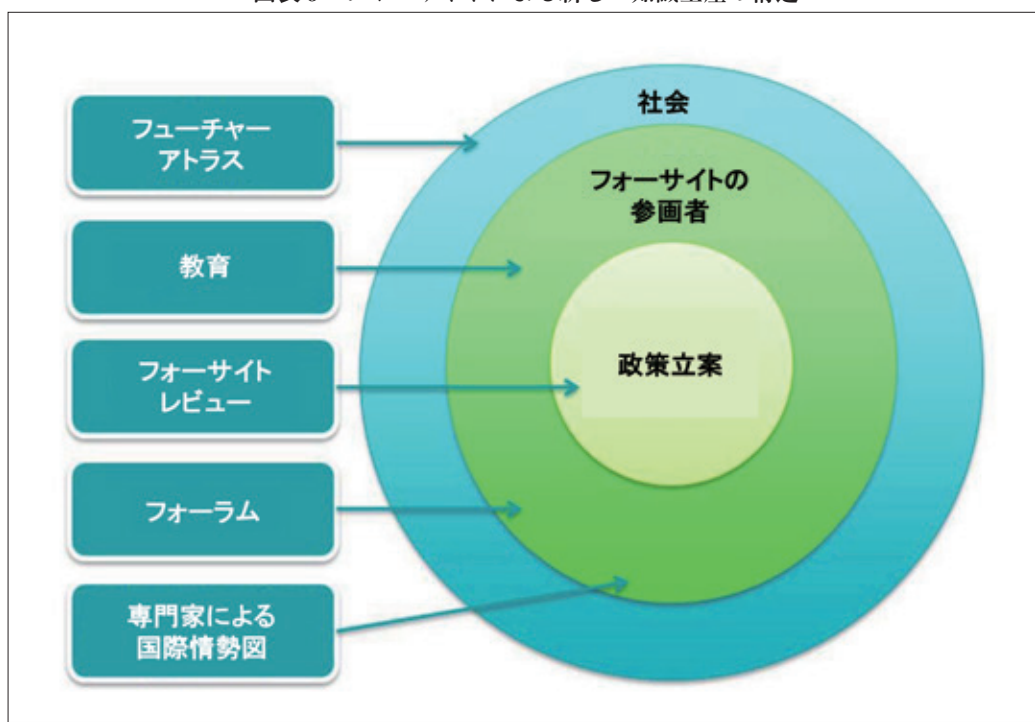 フューチャー
アトラス
教育
フォーサイト
レビュー
フォーラム
専門家による
国際情勢図
社会
フォーサイトの
参画者
政策立案